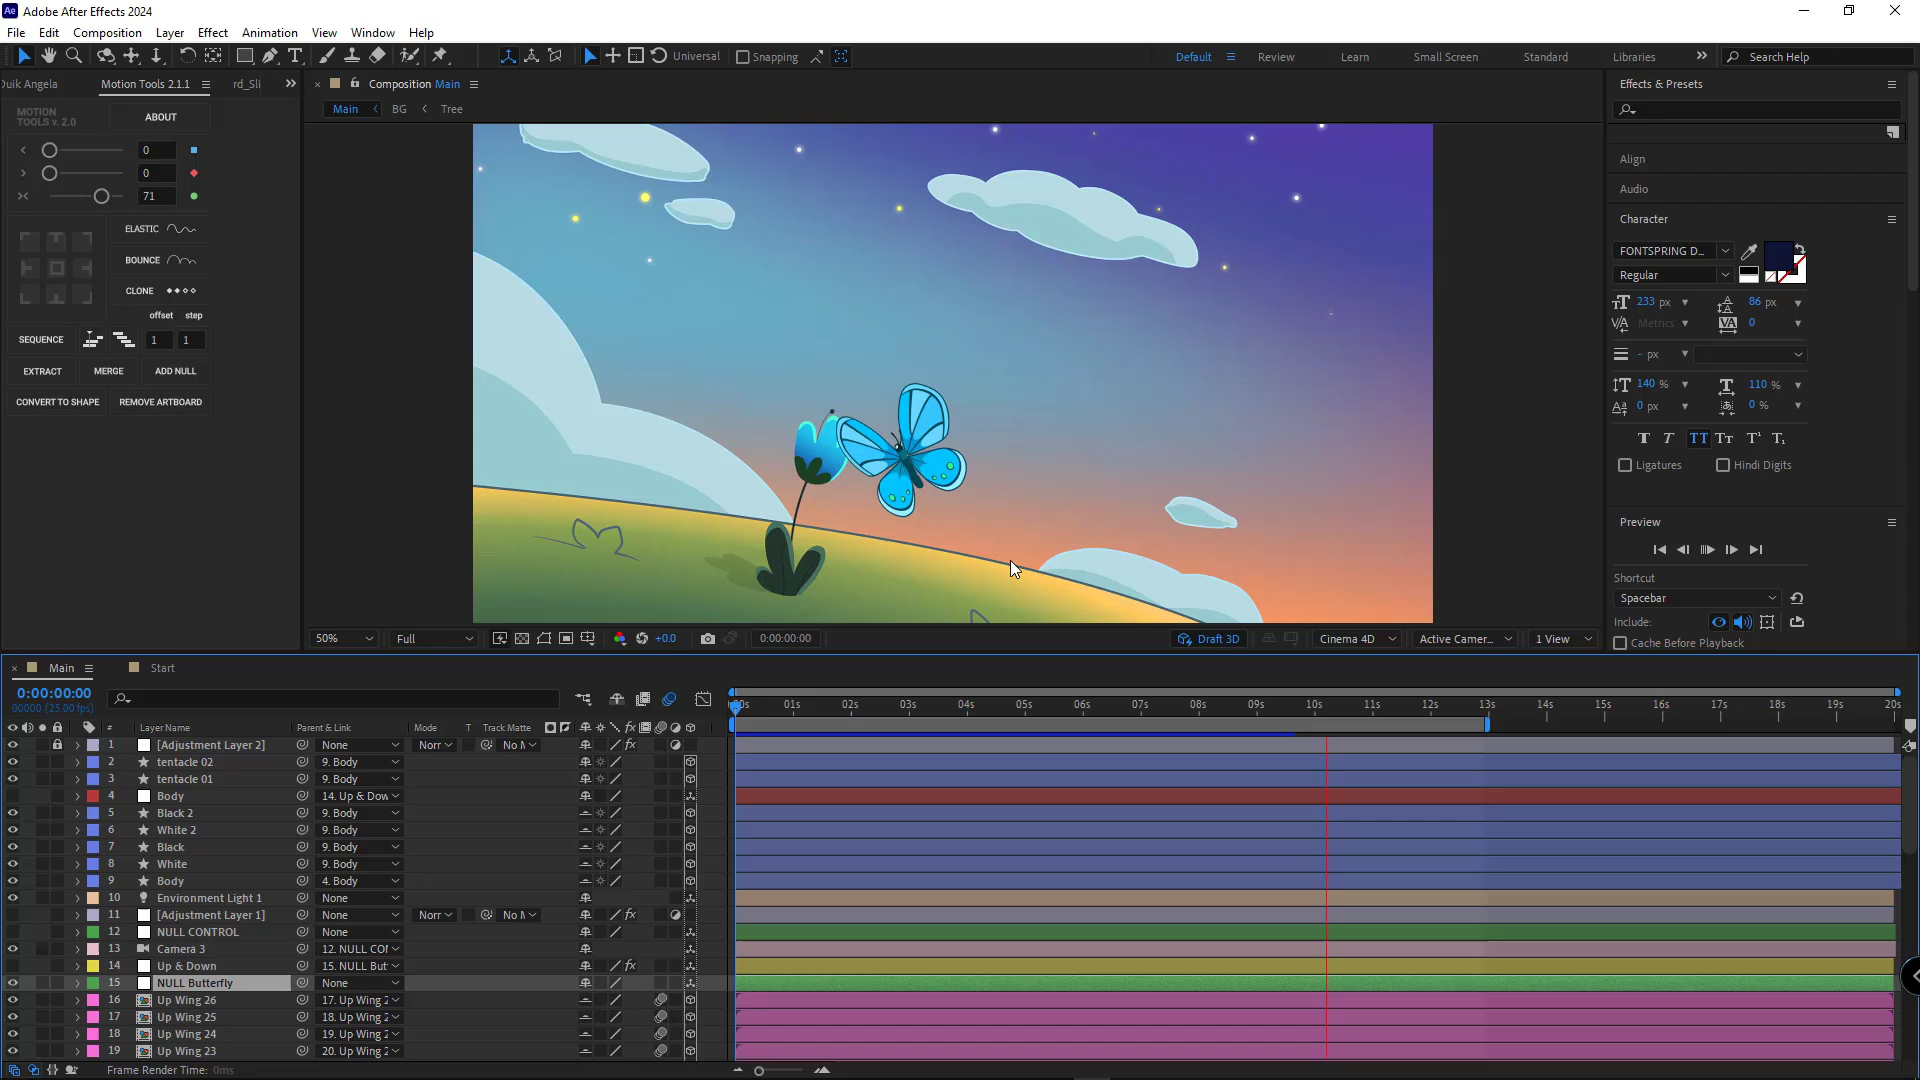 Ae Adobe After Effects 2024
File Edit Composition Layer Effect Animation View Window Help
Universal Snapping Default Review Learn Small Screen Standard Libraries Search Help
Duik Angela Motion Tools 2.1.1 rd_Sli
Composition Main
Main BG Tree
MOTION
TOOLS v. 2.0
ABOUT
0
0
71
ELASTIC
BOUNCE
CLONE
offset step
SEQUENCE 1 1
EXTRACT MERGE ADD NULL
CONVERT TO SHAPE REMOVE ARTBOARD
Effects & Presets
Align
Audio
Character
FONTSPRING D...
Regular
233 px 86 px
Metrics 0
- px
140 % 110 %
0 px 0 %
Ligatures Hindi Digits
Preview
Shortcut
Spacebar
Include:
Cache Before Playback
50% Full +0.0 0:00:00:00 Draft 3D Cinema 4D Active Camer... 1 View
Main Start
0:00:00:00
00000 (25.00 fps)
00s 01s 02s 03s 04s 05s 06s 07s 08s 09s 10s 11s 12s 13s 14s 15s 16s 17s 18s 19s 20s
# Layer Name Parent & Link Mode T Track Matte
1 [Adjustment Layer 2] None Norr No M
2 tentacle 02 9. Body
3 tentacle 01 9. Body
4 Body 14. Up & Dow
5 Black 2 9. Body
6 White 2 9. Body
7 Black 9. Body
8 White 9. Body
9 Body 4. Body
10 Environment Light 1 None
11 [Adjustment Layer 1] None Norr No M
12 NULL CONTROL None
13 Camera 3 12. NULL CON
14 Up & Down 15. NULL But
15 NULL Butterfly None
16 Up Wing 26 17. Up Wing 2
17 Up Wing 25 18. Up Wing 2
18 Up Wing 24 19. Up Wing 2
19 Up Wing 23 20. Up Wing 2
Frame Render Time: 0ms